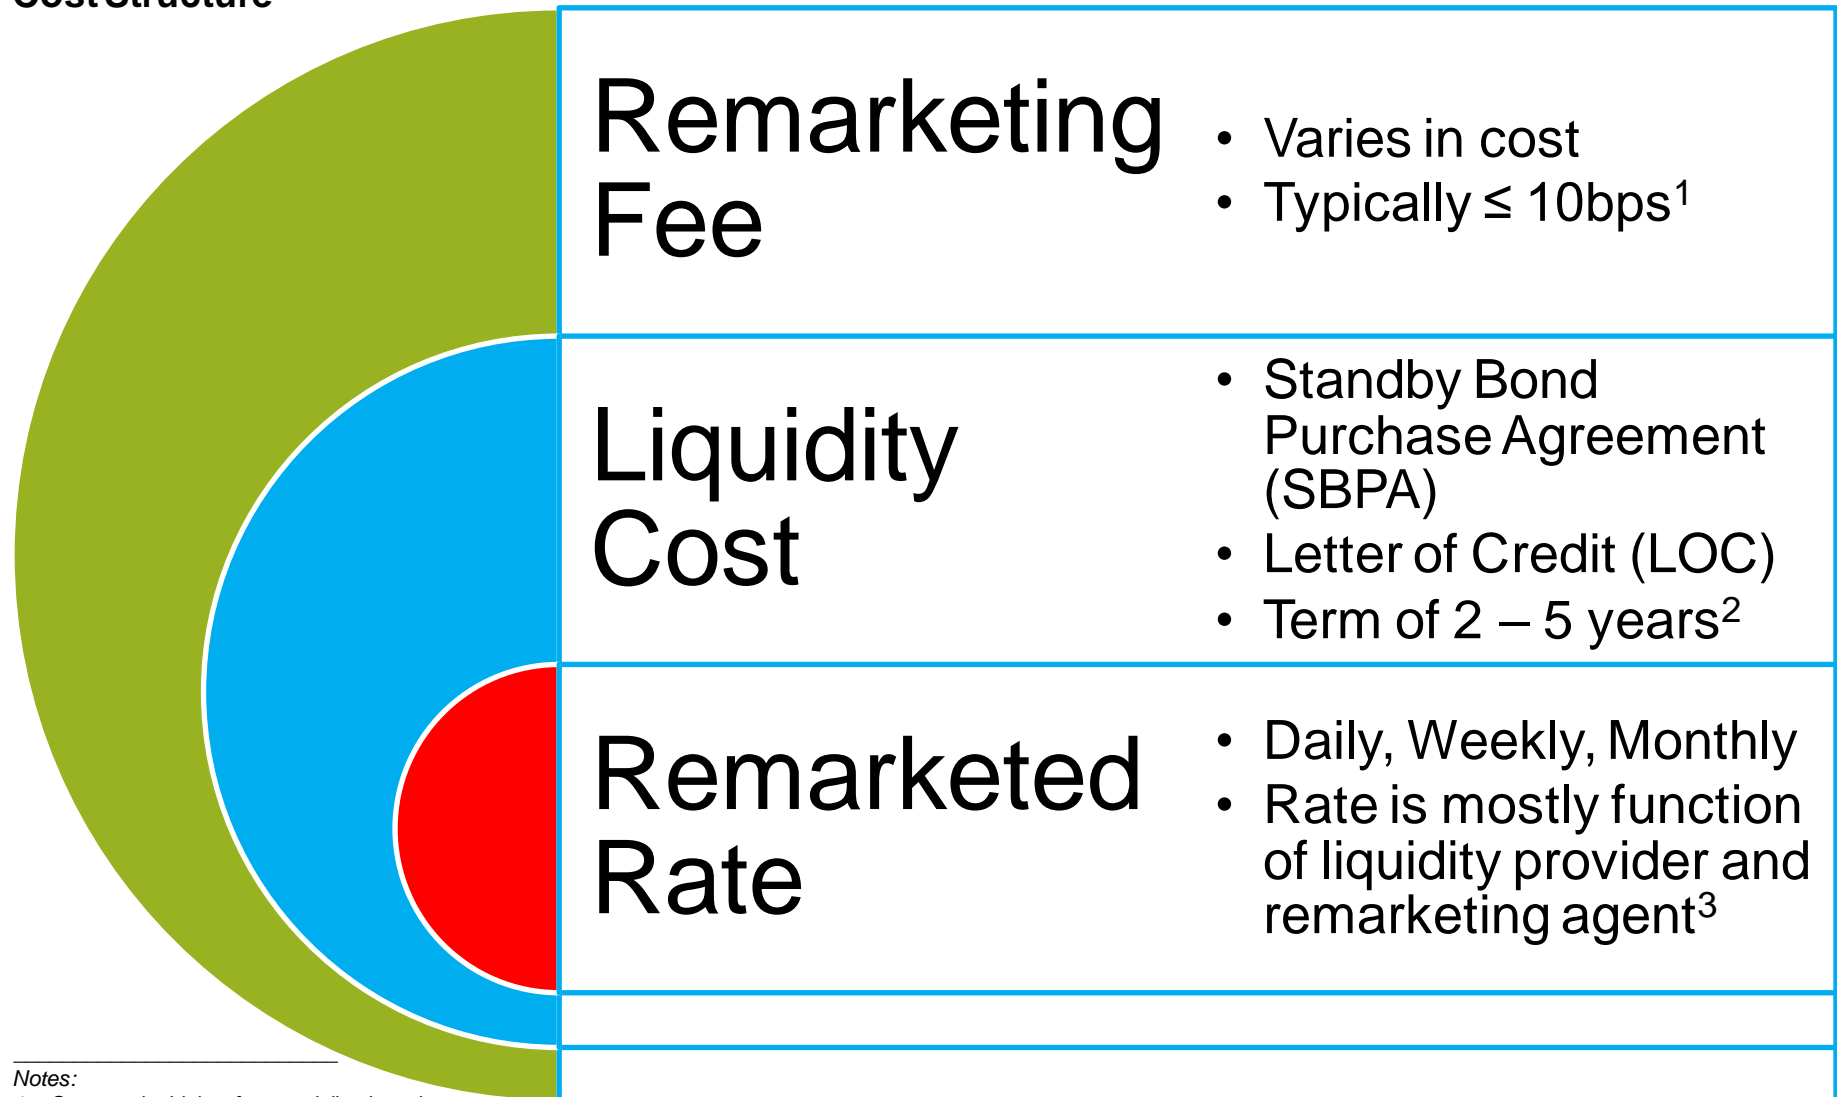 Cost Structure
Remarketing
Fee
• Varies in cost
• Typically ≤ 10bps¹
Liquidity
Cost
• Standby Bond
Purchase Agreement
(SBPA)
• Letter of Credit (LOC)
• Term of 2 – 5 years²
Remarketed
Rate
• Daily, Weekly, Monthly
• Rate is mostly function
of liquidity provider and
remarketing agent³
Notes: